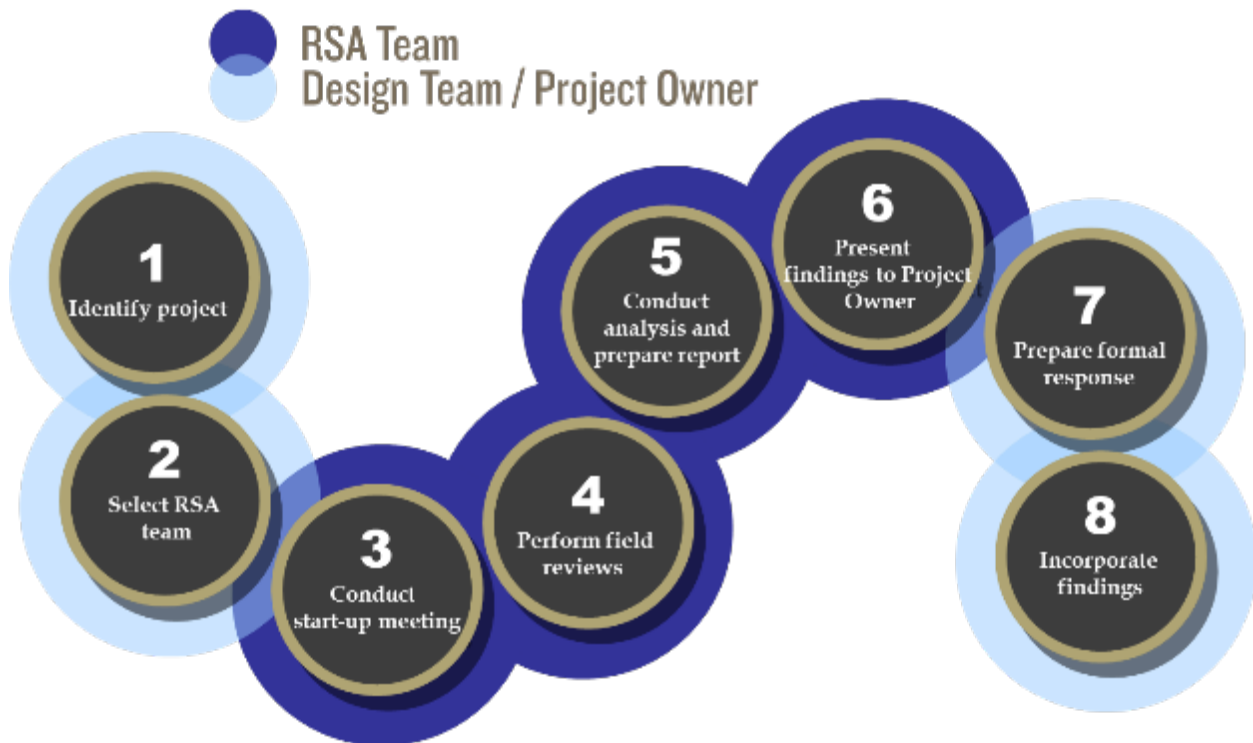 RSA Team
Design Team / Project Owner
1
Identify project
2
Select RSA
team
3
Conduct
start-up meeting
4
Perform field
reviews
5
Conduct
analysis and
prepare report
6
Present
findings to Project
Owner
7
Prepare formal
response
8
Incorporate
findings